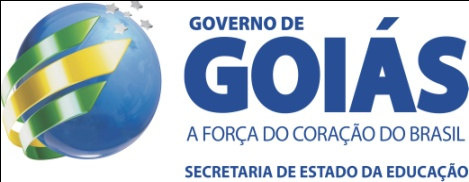 GOVERNO DE
GOIÁS
A FORÇA DO CORAÇÃO DO BRASIL
SECRETARIA DE ESTADO DA EDUCAÇÃO